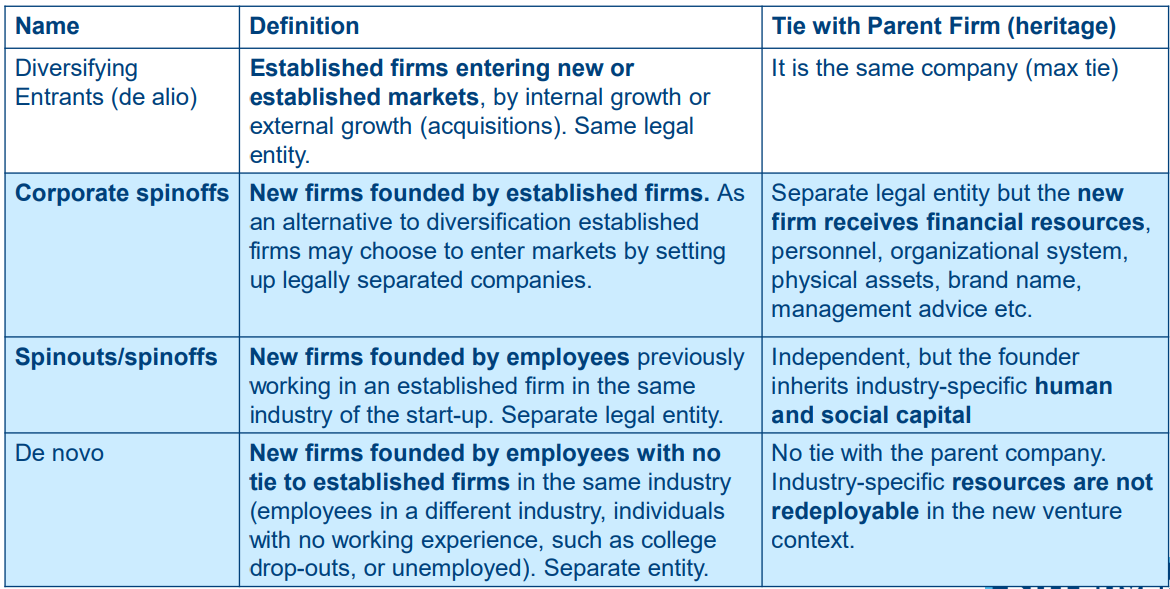 Name
Definition
Tie with Parent Firm (heritage)
Diversifying
Entrants (de alio)
Established firms entering new or
established markets, by internal growth or
external growth (acquisitions). Same legal
entity.
It is the same company (max tie)
Corporate spinoffs
New firms founded by established firms. As
an alternative to diversification established
firms may choose to enter markets by setting
up legally separated companies.
Separate legal entity but the new
firm receives financial resources,
personnel, organizational system,
physical assets, brand name,
management advice etc.
Spinouts/spinoffs
New firms founded by employees previously
working in an established firm in the same
industry of the start-up. Separate legal entity.
Independent, but the founder
inherits industry-specific human
and social capital
De novo
New firms founded by employees with no
tie to established firms in the same industry
(employees in a different industry, individuals
with no working experience, such as college
drop-outs, or unemployed). Separate entity.
No tie with the parent company.
Industry-specific resources are not
redeployable in the new venture
context.